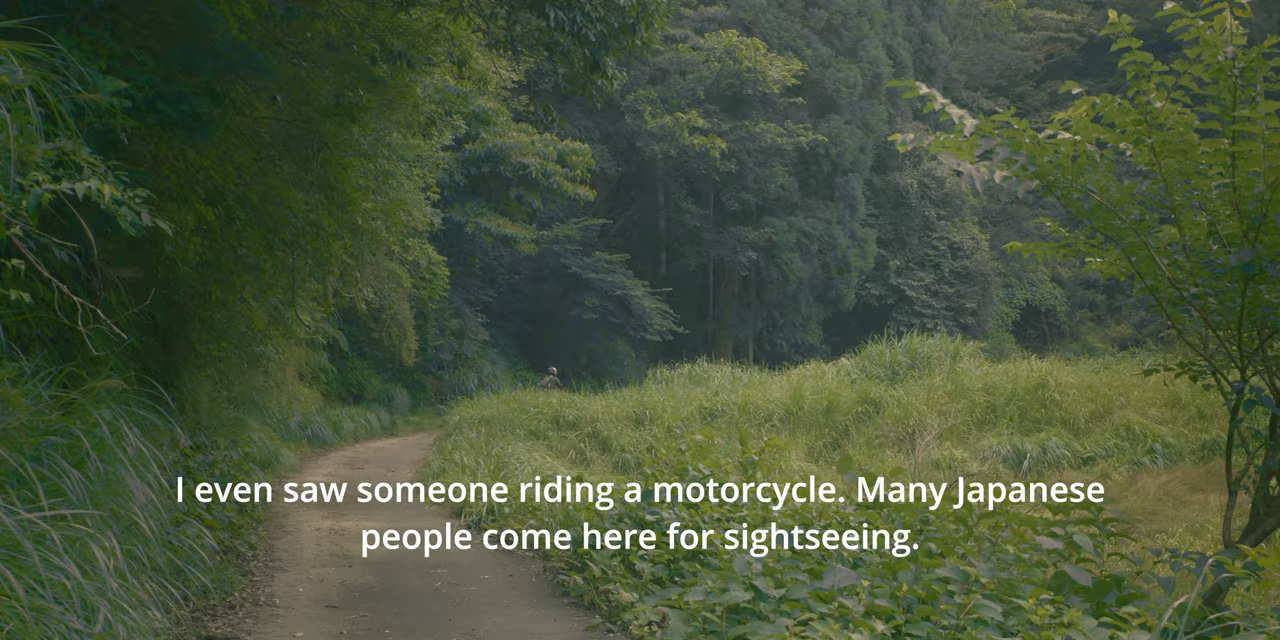 I even saw someone riding a motorcycle. Many Japanese
people come here for sightseeing.